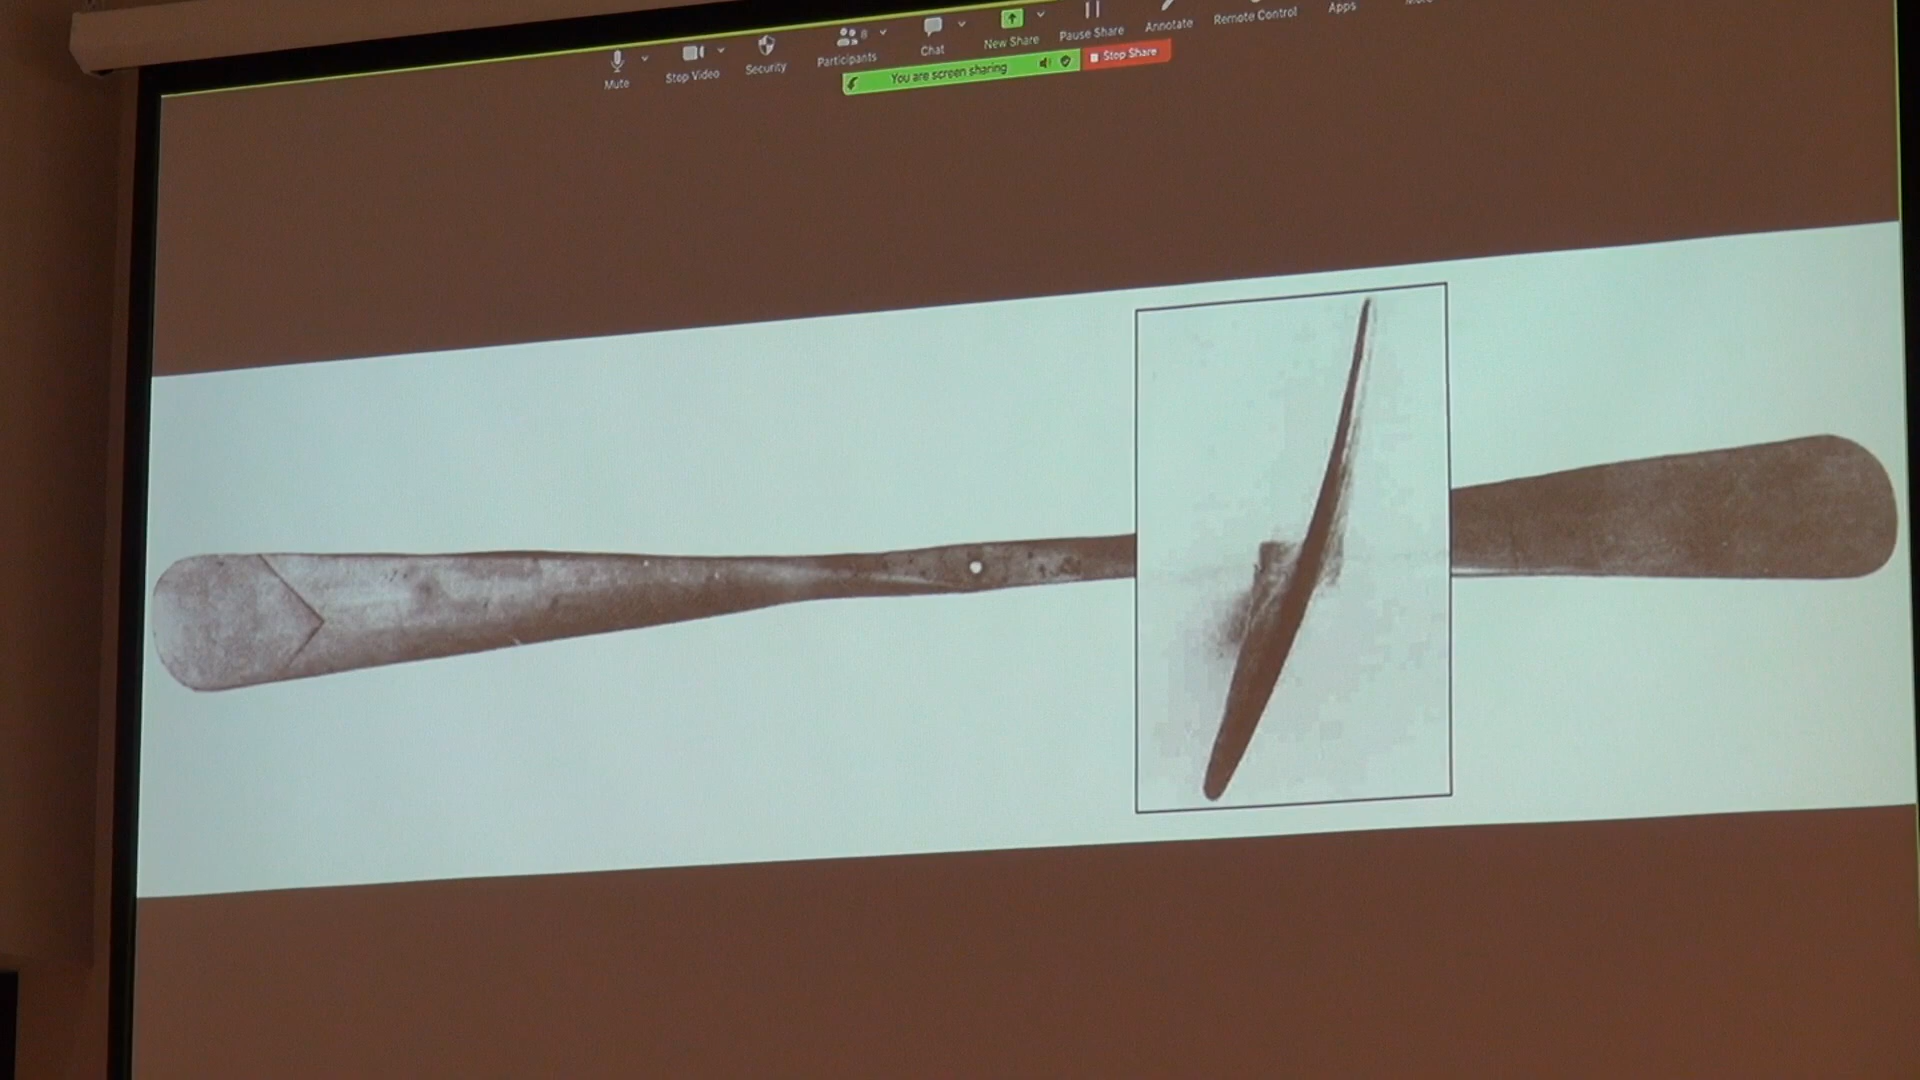 Mute
Stop Video
Security
Participants
8
Chat
New Share
Pause Share
Annotate
Remote Control
Apps
You are screen sharing
Stop Share